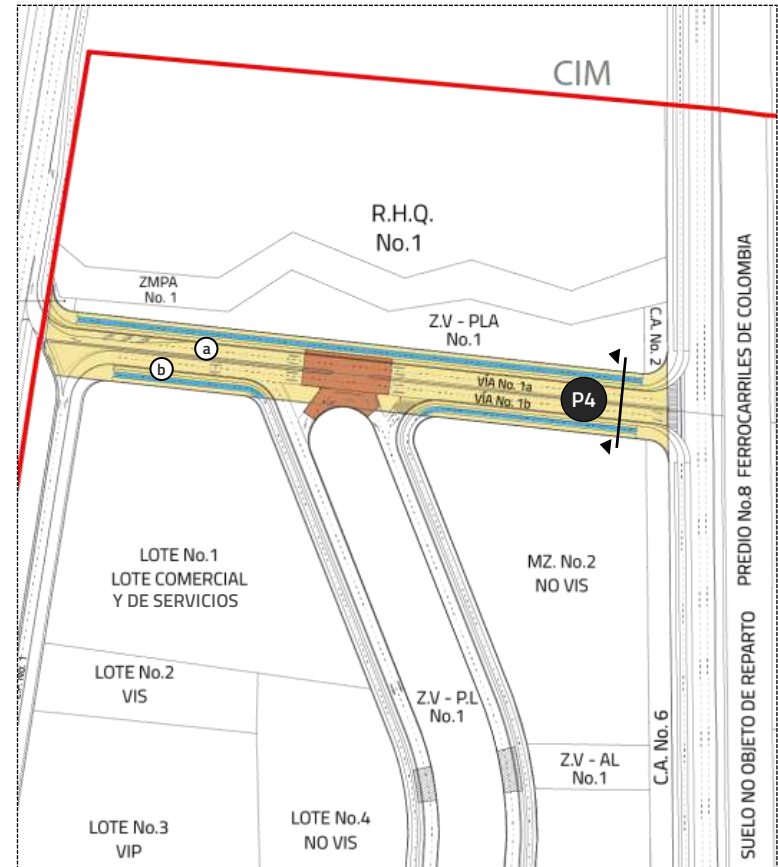 CIM
R.H.Q.
No.1
ZMPA
No. 1
Z.V - PLA
No.1
C.A. No. 2
a
b
VÍA No. 1a
VÍA No. 1b
P4
LOTE No.1
LOTE COMERCIAL
Y DE SERVICIOS
MZ. No.2
NO VIS
LOTE No.2
VIS
Z.V - P.L
No.1
Z.V - AL
No.1
C.A. No. 6
LOTE No.3
VIP
LOTE No.4
NO VIS
SUELO NO OBJETO DE REPARTO PREDIO No.8 FERROCARRILES DE COLOMBIA